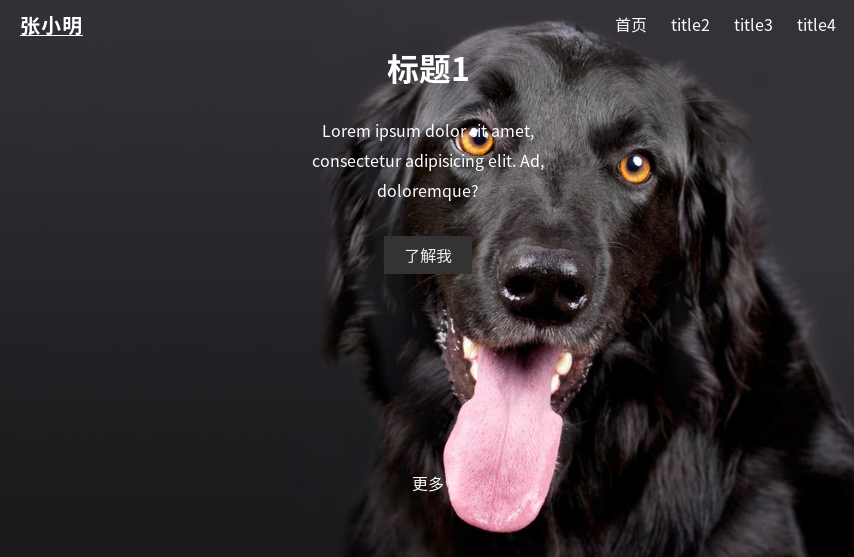 张小明
首页 title2 title3 title4
标题1
Lorem ipsum dolor sit amet,
consectetur adipisicing elit. Ad,
doloremque?
了解我
更多